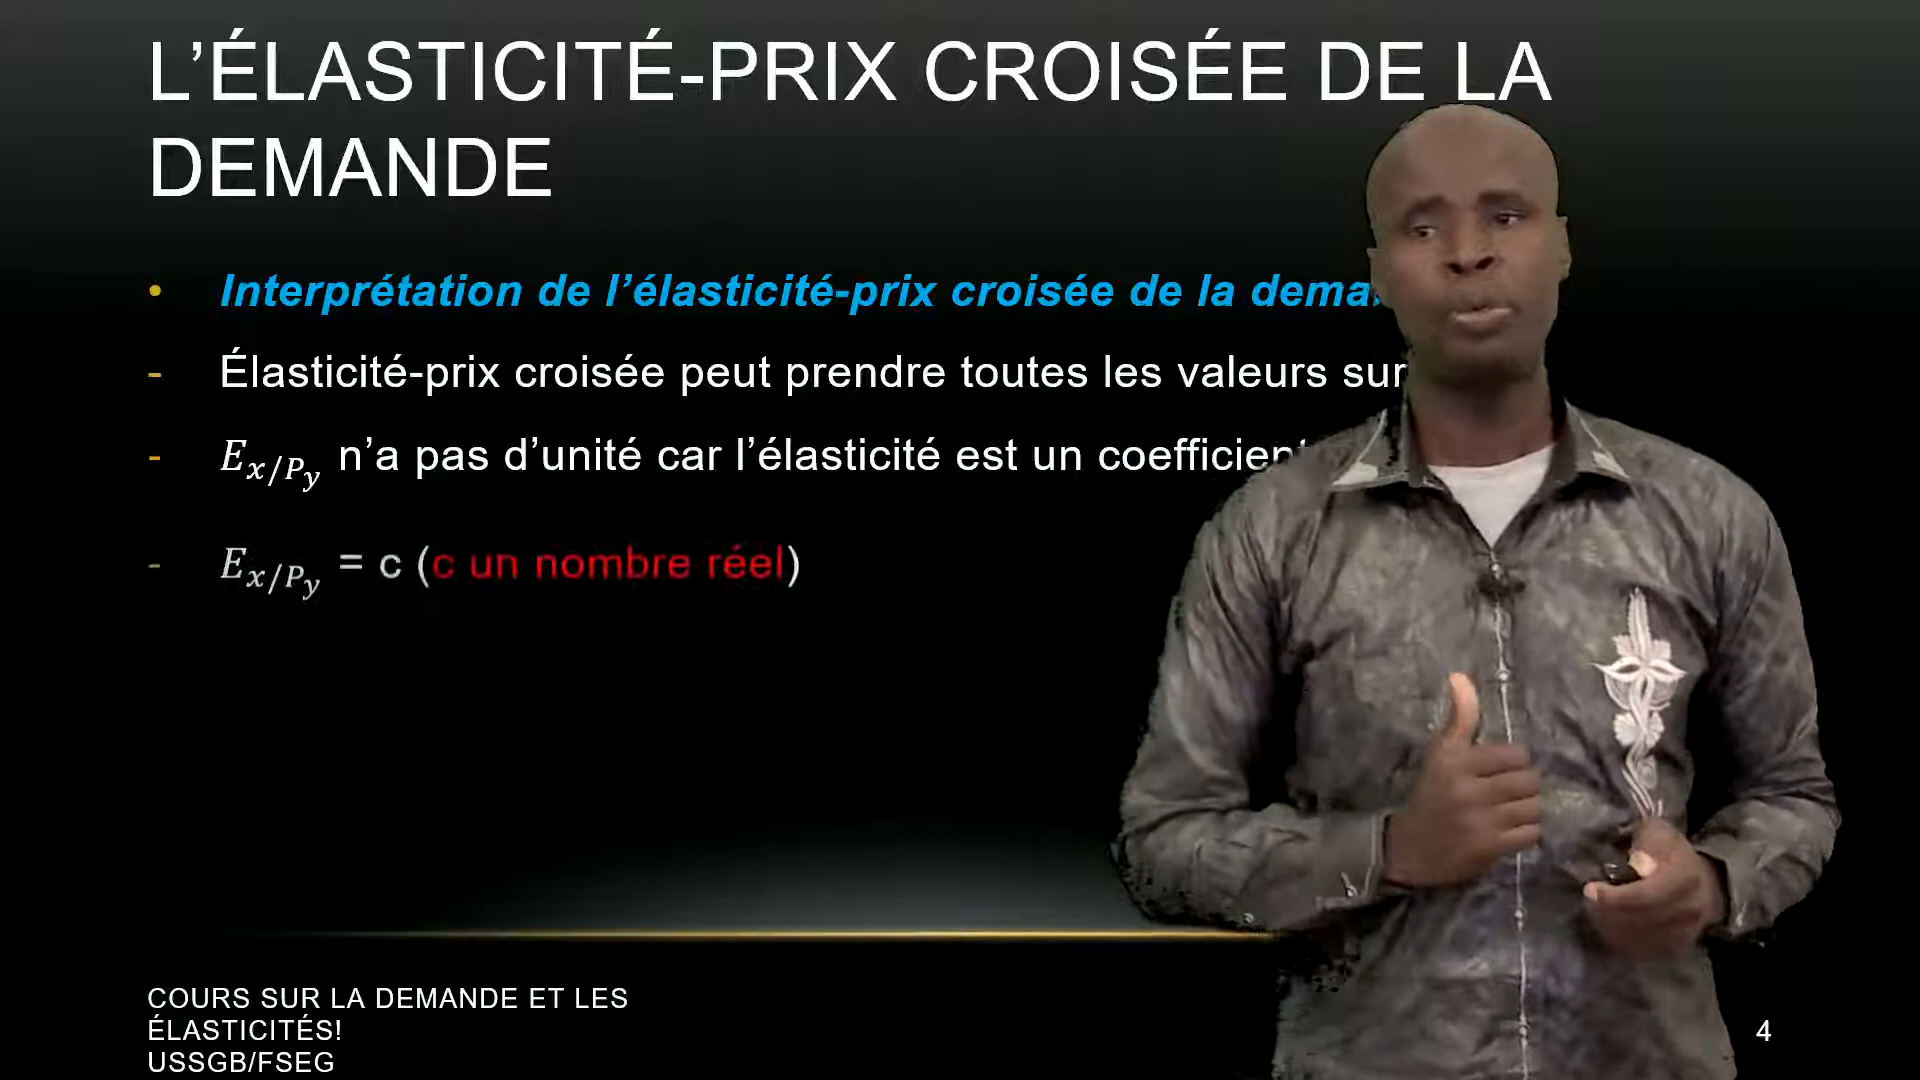 L’ÉLASTICITÉ-PRIX CROISÉE DE LA
DEMANDE
• Interprétation de l’élasticité-prix croisée de la
- Élasticité-prix croisée peut prendre toutes les valeurs sur
- E_{x/P_y} n’a pas d’unité car l’élasticité est un coefficient
- E_{x/P_y} = c (c un nombre réel)
COURS SUR LA DEMANDE ET LES
ÉLASTICITÉS!
USSGB/FSEG
4